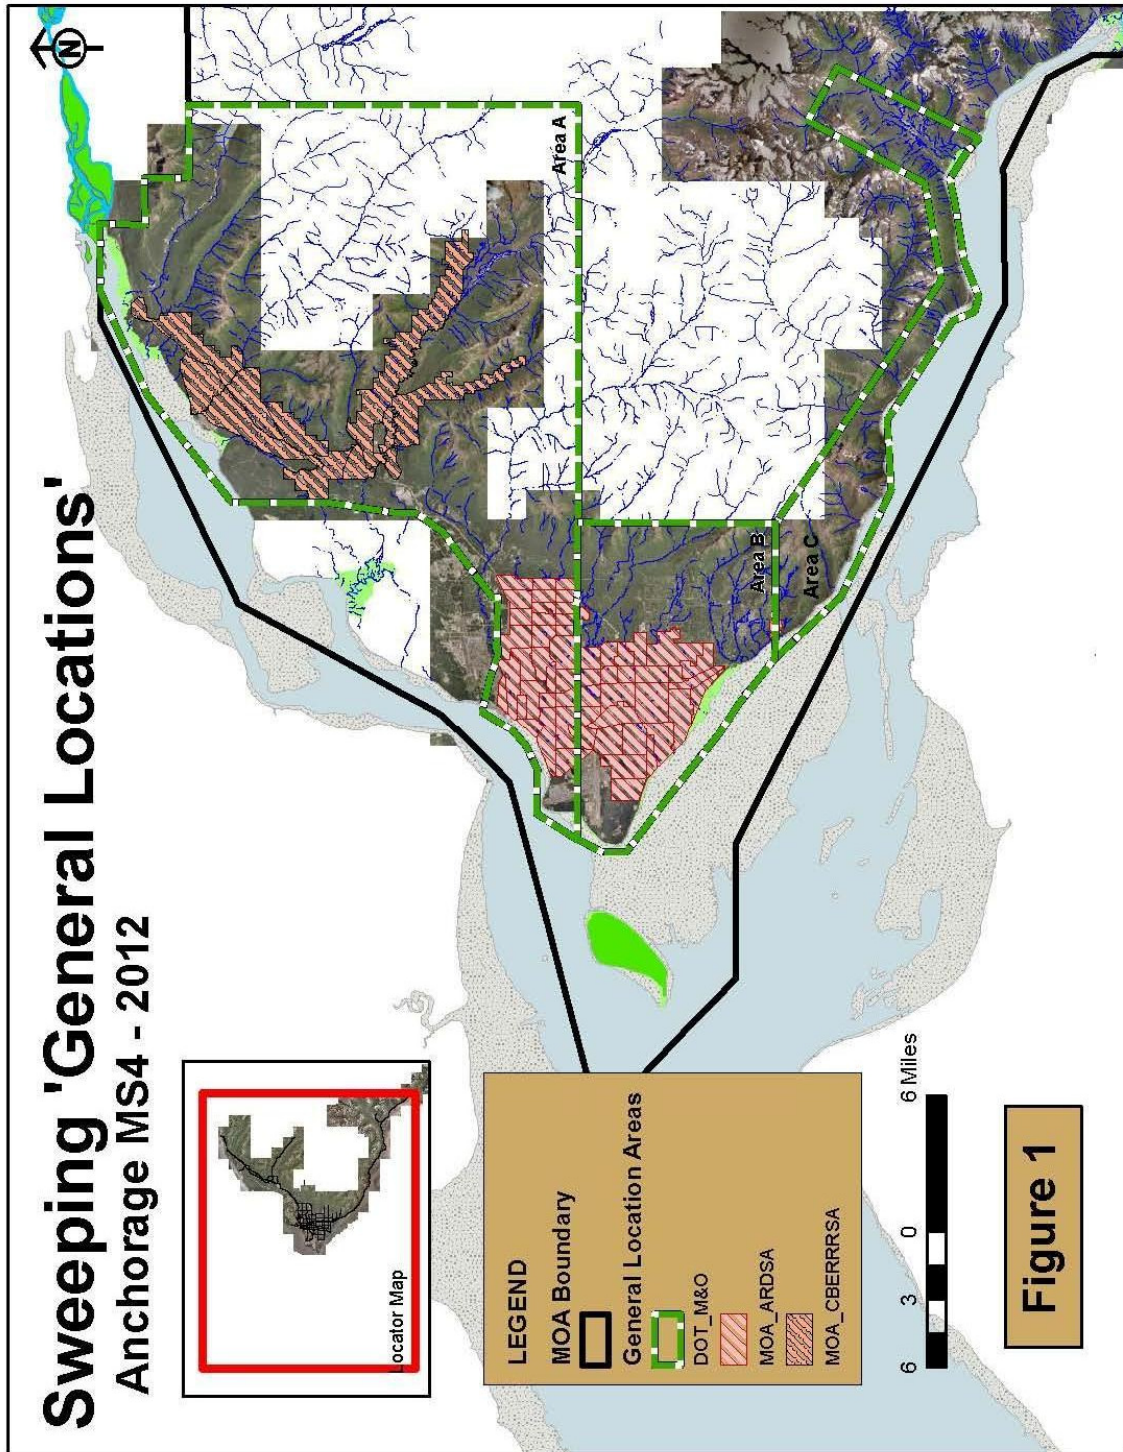 Sweeping 'General Locations'
Anchorage MS4 - 2012
N
Locator Map
Area A
Area B
Area C
LEGEND
MOA Boundary
General Location Areas
DOT_M&O
MOA_ARDSA
MOA_CBERRRSA
6 3 0 6 Miles
Figure 1